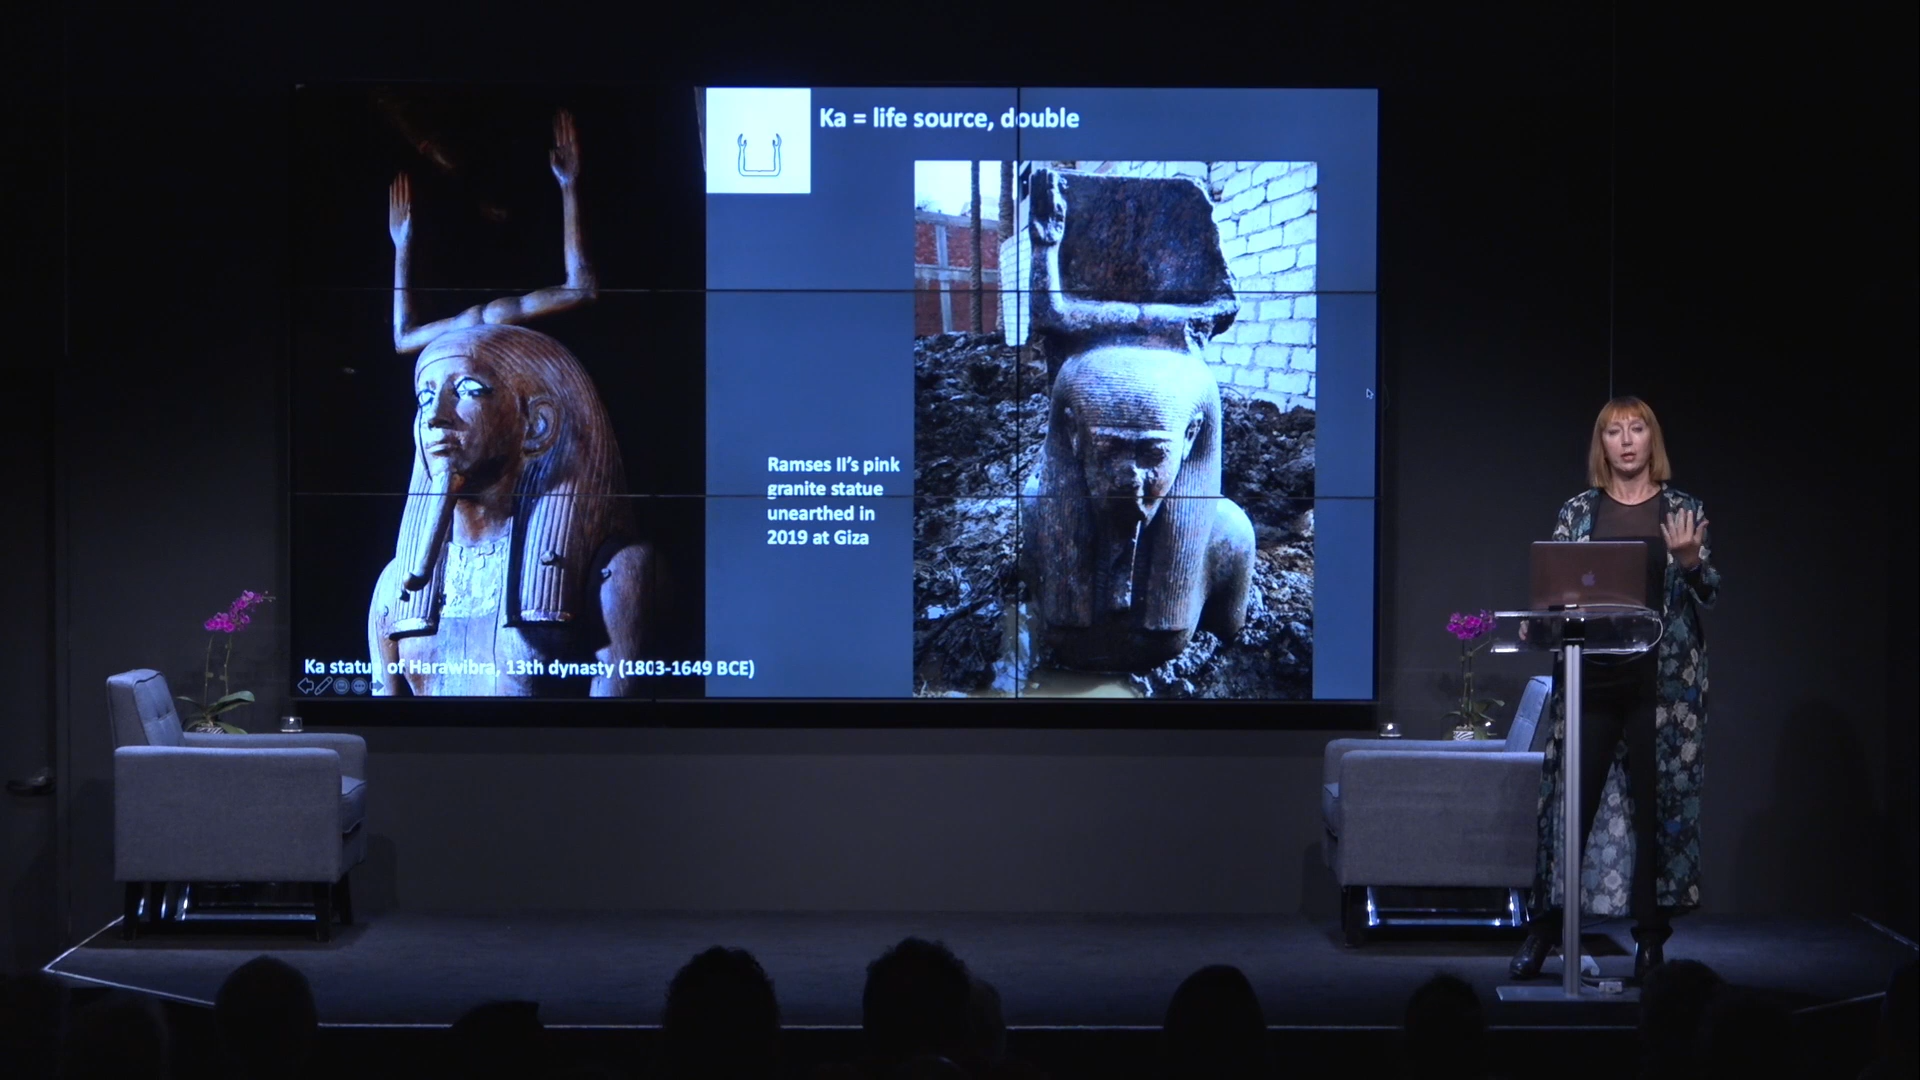 Ka = life source, double
Ramses II's pink
granite statue
unearthed in
2019 at Giza
Ka statue of Harawibra, 13th dynasty (1803-1649 BCE)